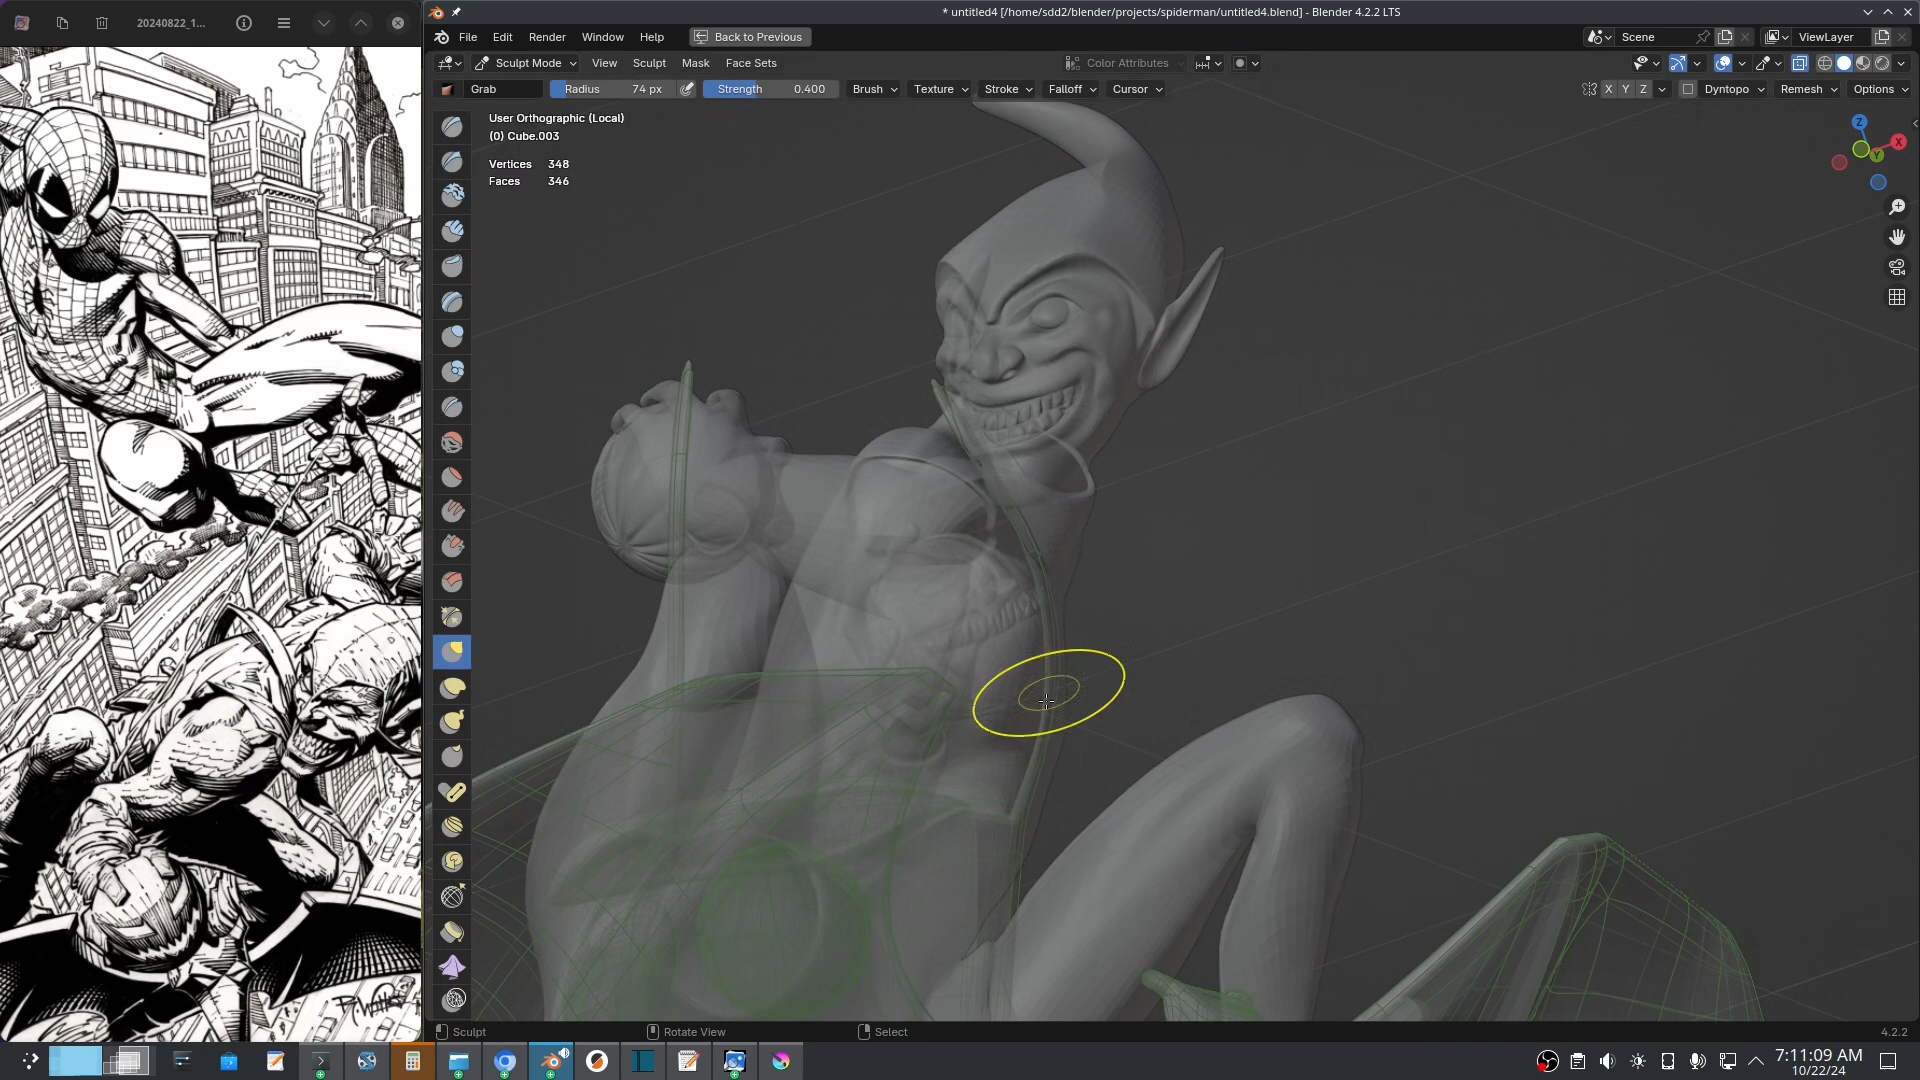 20240822_1...
* untitled4 [/home/sdd2/blender/projects/spiderman/untitled4.blend] - Blender 4.2.2 LTS
File Edit Render Window Help Back to Previous Scene ViewLayer
Sculpt Mode View Sculpt Mask Face Sets Color Attributes
Grab Radius 74 px Strength 0.400 Brush Texture Stroke Falloff Cursor X Y Z Dyntopo Remesh Options
User Orthographic (Local)
(0) Cube.003
Vertices 348
Faces 346
Z
X
Y
Sculpt Rotate View Select 4.2.2
7:11:09 AM
10/22/24